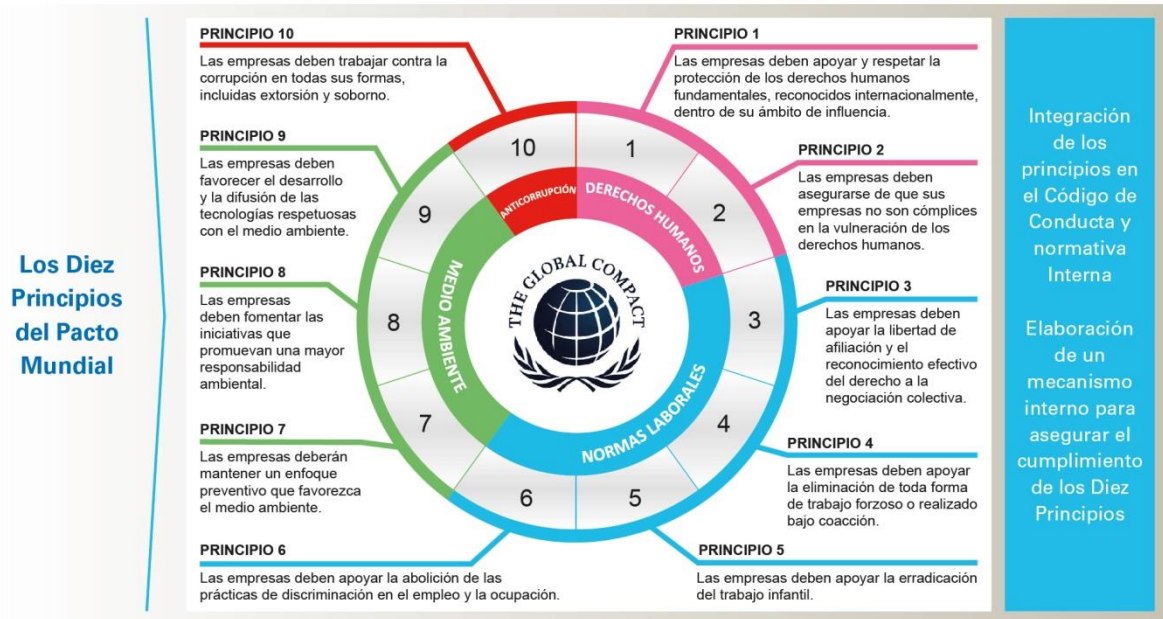 Los Diez
Principios
del Pacto
Mundial
PRINCIPIO 10
Las empresas deben trabajar contra la
corrupción en todas sus formas,
incluidas extorsión y soborno.
PRINCIPIO 9
Las empresas deben
favorecer el desarrollo
y la difusión de las
tecnologías respetuosas
con el medio ambiente.
PRINCIPIO 8
Las empresas
deben fomentar las
iniciativas que
promuevan una mayor
responsabilidad
ambiental.
PRINCIPIO 7
Las empresas deberán
mantener un enfoque
preventivo que favorezca
el medio ambiente.
PRINCIPIO 6
Las empresas deben apoyar la abolición de las
prácticas de discriminación en el empleo y la ocupación.
10
1
2
3
4
5
6
7
8
9
ANTICORRUPCIÓN
DERECHOS HUMANOS
NORMAS LABORALES
MEDIO AMBIENTE
THE GLOBAL COMPACT
PRINCIPIO 1
Las empresas deben apoyar y respetar la
protección de los derechos humanos
fundamentales, reconocidos internacionalmente,
dentro de su ámbito de influencia.
PRINCIPIO 2
Las empresas deben
asegurarse de que sus
empresas no son cómplices
en la vulneración de los
derechos humanos.
PRINCIPIO 3
Las empresas deben
apoyar la libertad de
afiliación y el
reconocimiento efectivo
del derecho a la
negociación colectiva.
PRINCIPIO 4
Las empresas deben apoyar
la eliminación de toda forma
de trabajo forzoso o realizado
bajo coacción.
PRINCIPIO 5
Las empresas deben apoyar la erradicación
del trabajo infantil.
Integración
de los
principios en
el Código de
Conducta y
normativa
Interna
Elaboración
de un
mecanismo
interno para
asegurar el
cumplimiento
de los Diez
Principios